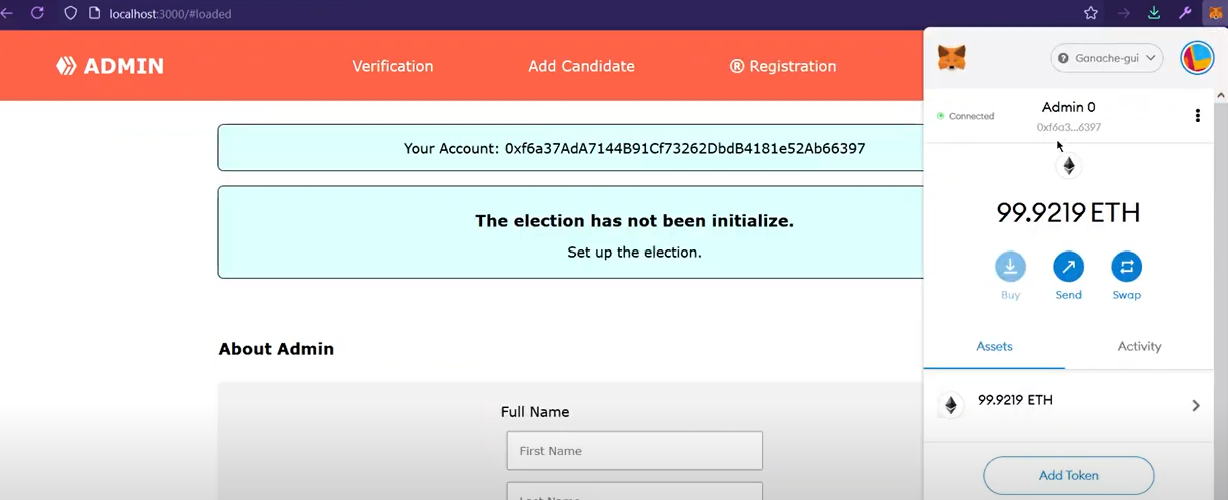 localhost:3000/#loaded
ADMIN
Verification
Add Candidate
® Registration
Your Account: 0xf6a37AdA7144B91Cf73262DbdB4181e52Ab66397
The election has not been initialize.
Set up the election.
About Admin
Full Name
First Name
Last Name
Ganache-gui
Connected
Admin 0
0xf6a3...6397
99.9219 ETH
Buy
Send
Swap
Assets
Activity
99.9219 ETH
Add Token